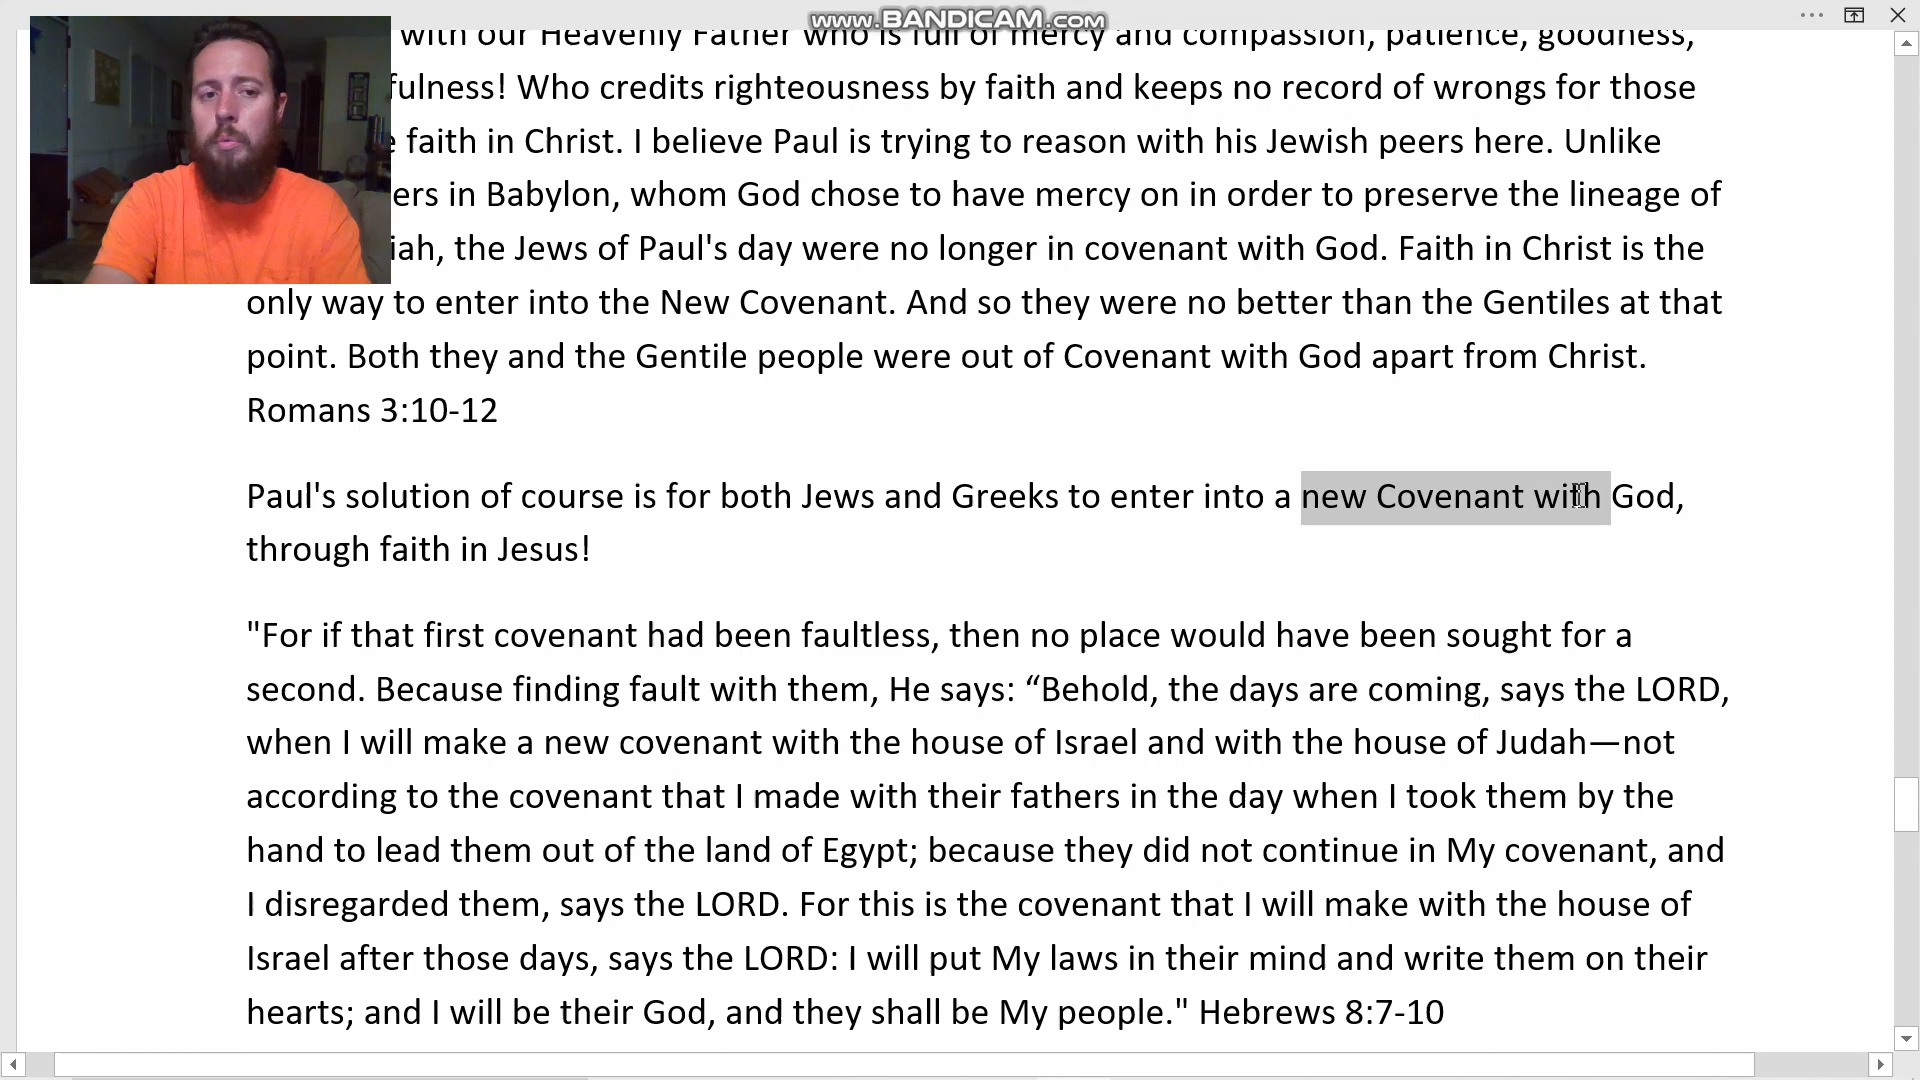 www.BANDICAM.com
with our Heavenly Father who is full of mercy and compassion, patience, goodness,
fulness! Who credits righteousness by faith and keeps no record of wrongs for those
faith in Christ. I believe Paul is trying to reason with his Jewish peers here. Unlike
ers in Babylon, whom God chose to have mercy on in order to preserve the lineage of
iah, the Jews of Paul's day were no longer in covenant with God. Faith in Christ is the
only way to enter into the New Covenant. And so they were no better than the Gentiles at that
point. Both they and the Gentile people were out of Covenant with God apart from Christ.
Romans 3:10-12
Paul's solution of course is for both Jews and Greeks to enter into a new Covenant with God,
through faith in Jesus!
"For if that first covenant had been faultless, then no place would have been sought for a
second. Because finding fault with them, He says: “Behold, the days are coming, says the LORD,
when I will make a new covenant with the house of Israel and with the house of Judah—not
according to the covenant that I made with their fathers in the day when I took them by the
hand to lead them out of the land of Egypt; because they did not continue in My covenant, and
I disregarded them, says the LORD. For this is the covenant that I will make with the house of
Israel after those days, says the LORD: I will put My laws in their mind and write them on their
hearts; and I will be their God, and they shall be My people." Hebrews 8:7-10